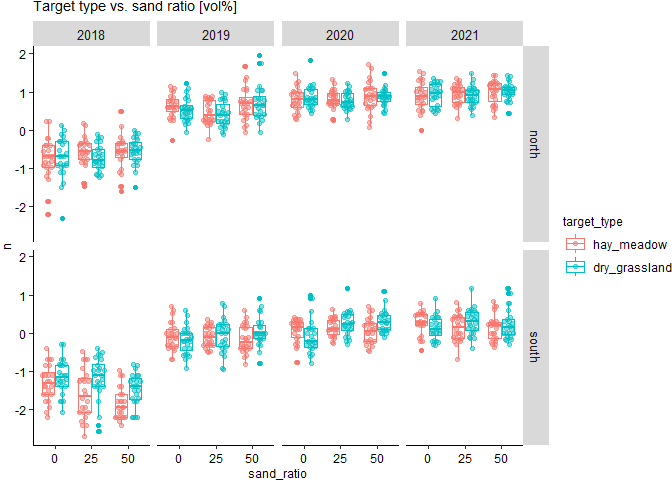 Target type vs. sand ratio [vol%]
2018 2019 2020 2021
2
1
0
-1
-2
north
n
2
1
0
-1
-2
south
target_type
hay_meadow
dry_grassland
0 25 50 0 25 50 0 25 50 0 25 50
sand_ratio